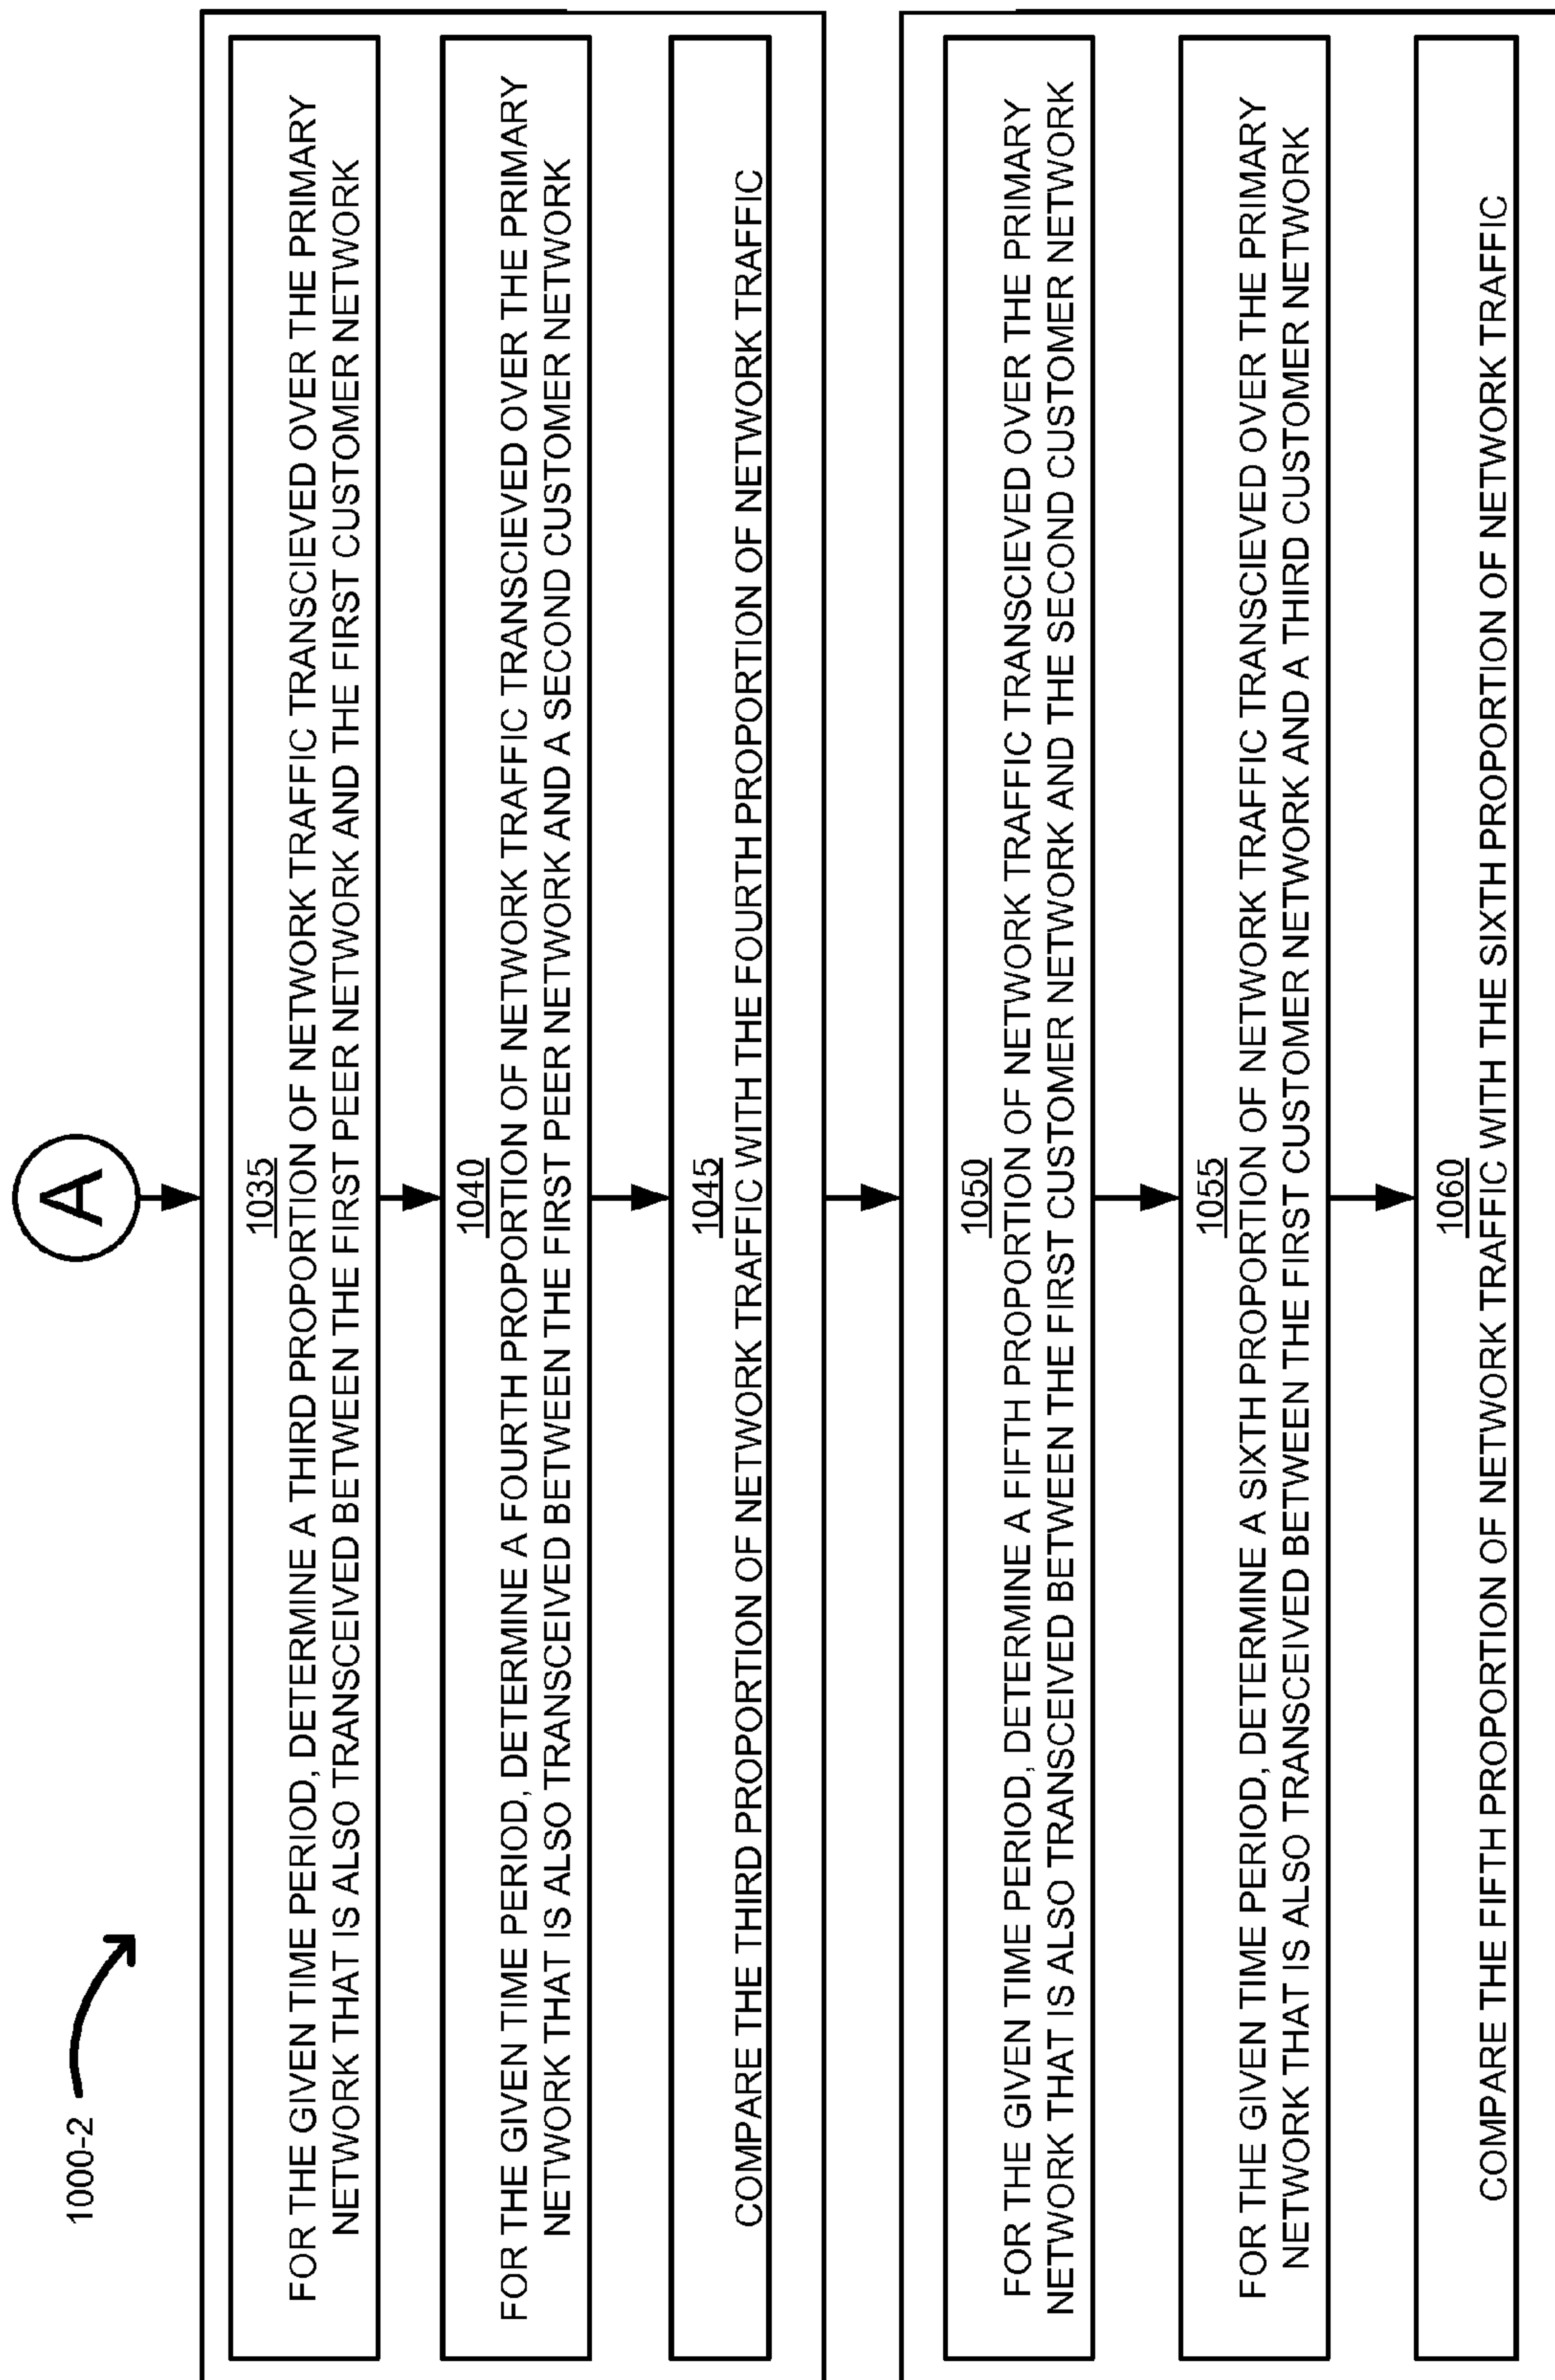 1000-2
A
1035
FOR THE GIVEN TIME PERIOD, DETERMINE A THIRD PROPORTION OF NETWORK TRAFFIC TRANSCIEVED OVER THE PRIMARY
NETWORK THAT IS ALSO TRANSCEIVED BETWEEN THE FIRST PEER NETWORK AND THE FIRST CUSTOMER NETWORK
1040
FOR THE GIVEN TIME PERIOD, DETERMINE A FOURTH PROPORTION OF NETWORK TRAFFIC TRANSCIEVED OVER THE PRIMARY
NETWORK THAT IS ALSO TRANSCEIVED BETWEEN THE FIRST PEER NETWORK AND A SECOND CUSTOMER NETWORK
1045
COMPARE THE THIRD PROPORTION OF NETWORK TRAFFIC WITH THE FOURTH PROPORTION OF NETWORK TRAFFIC
1050
FOR THE GIVEN TIME PERIOD, DETERMINE A FIFTH PROPORTION OF NETWORK TRAFFIC TRANSCIEVED OVER THE PRIMARY
NETWORK THAT IS ALSO TRANSCEIVED BETWEEN THE FIRST CUSTOMER NETWORK AND THE SECOND CUSTOMER NETWORK
1055
FOR THE GIVEN TIME PERIOD, DETERMINE A SIXTH PROPORTION OF NETWORK TRAFFIC TRANSCIEVED OVER THE PRIMARY
NETWORK THAT IS ALSO TRANSCEIVED BETWEEN THE FIRST CUSTOMER NETWORK AND A THIRD CUSTOMER NETWORK
1060
COMPARE THE FIFTH PROPORTION OF NETWORK TRAFFIC WITH THE SIXTH PROPORTION OF NETWORK TRAFFIC